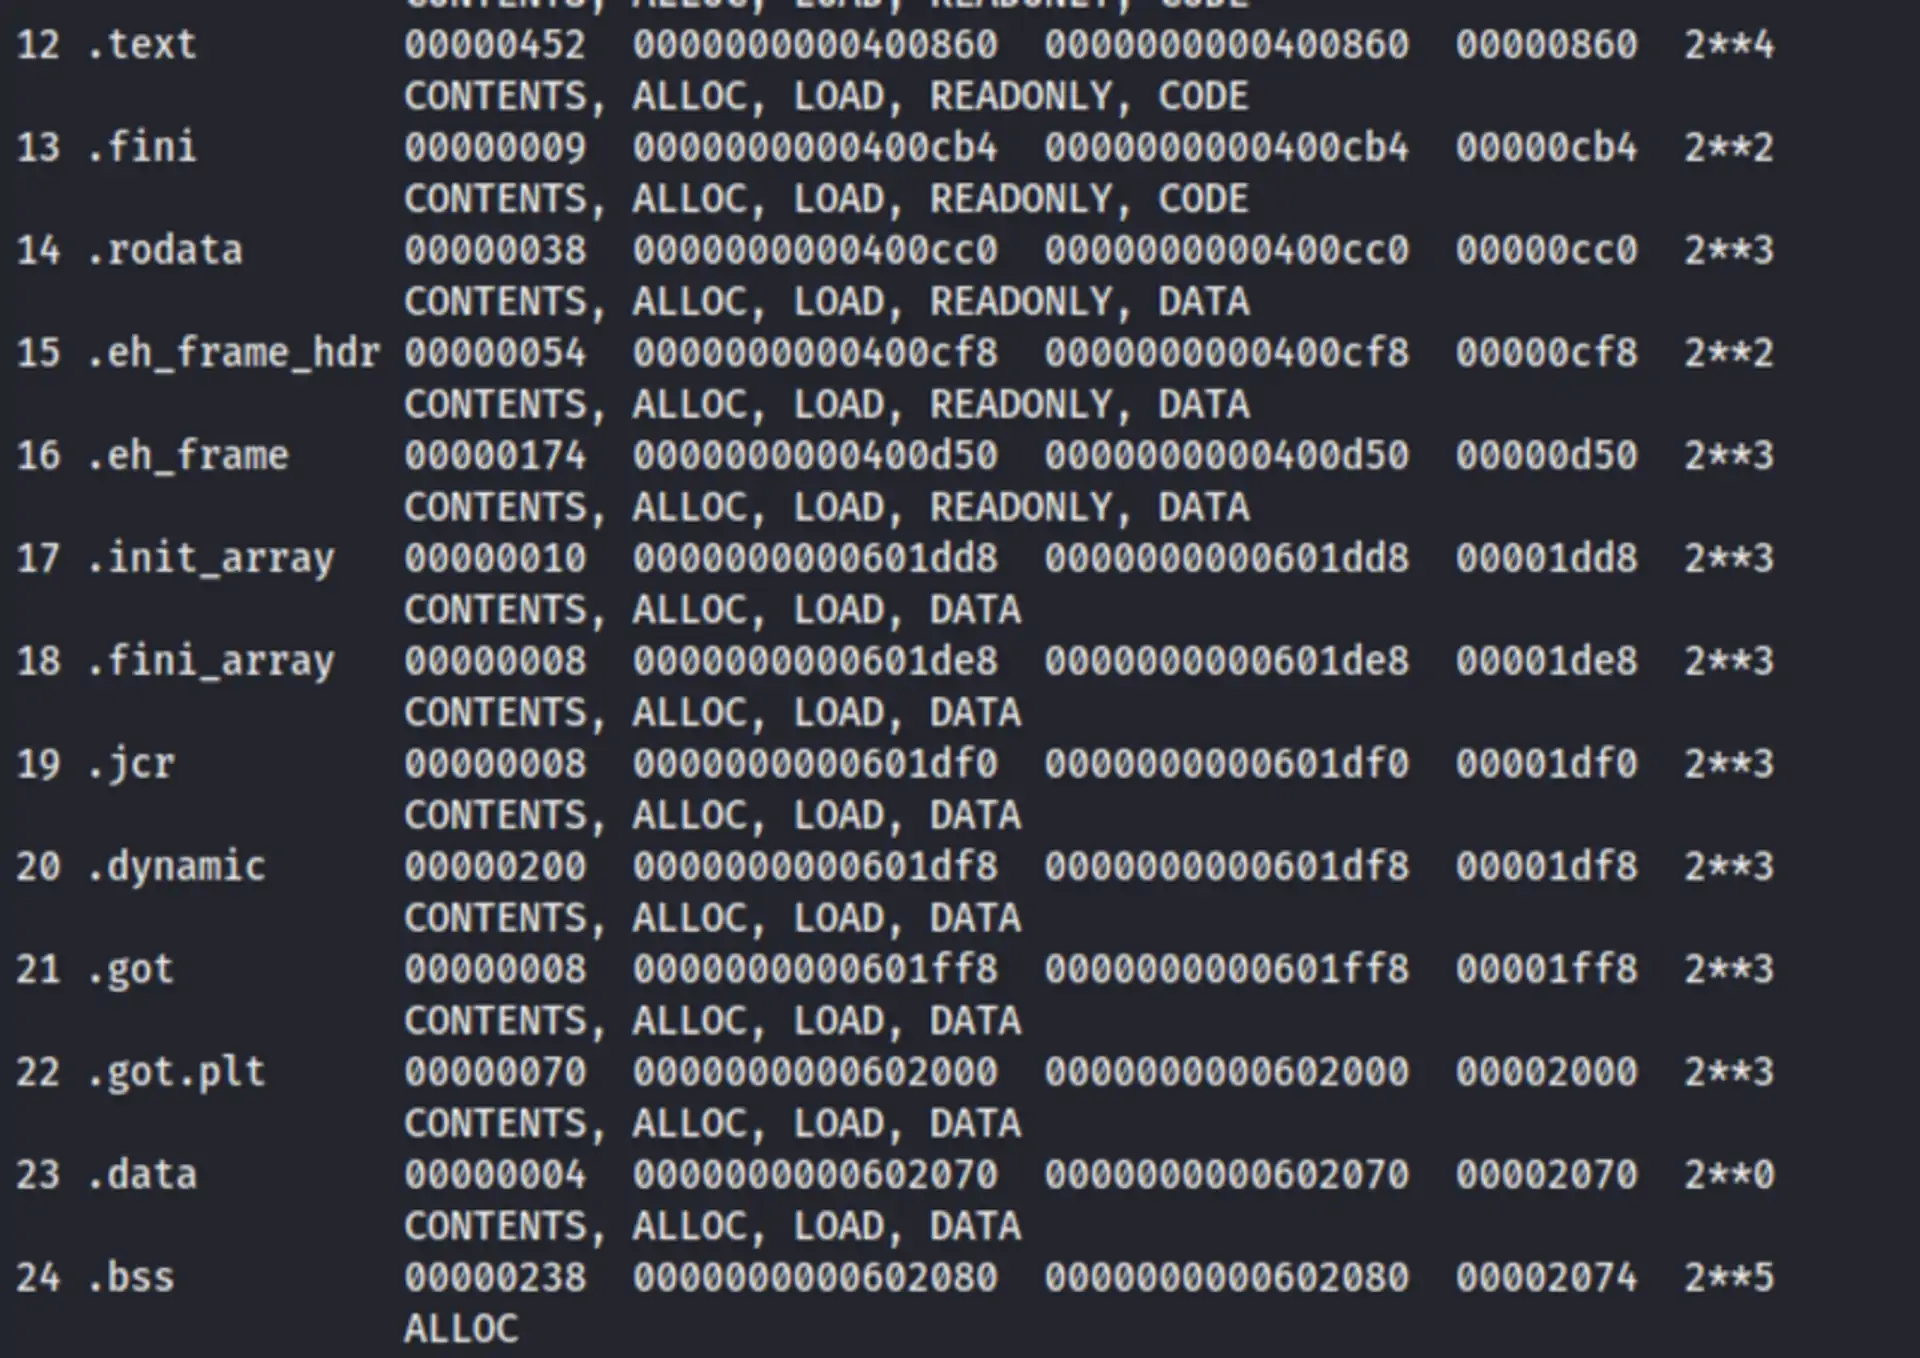 CONTENTS, ALLOC, LOAD, READONLY, CODE
12 .text 00000452 0000000000400860 0000000000400860 00000860 2**4
CONTENTS, ALLOC, LOAD, READONLY, CODE
13 .fini 00000009 0000000000400cb4 0000000000400cb4 00000cb4 2**2
CONTENTS, ALLOC, LOAD, READONLY, CODE
14 .rodata 00000038 0000000000400cc0 0000000000400cc0 00000cc0 2**3
CONTENTS, ALLOC, LOAD, READONLY, DATA
15 .eh_frame_hdr 00000054 0000000000400cf8 0000000000400cf8 00000cf8 2**2
CONTENTS, ALLOC, LOAD, READONLY, DATA
16 .eh_frame 00000174 0000000000400d50 0000000000400d50 00000d50 2**3
CONTENTS, ALLOC, LOAD, READONLY, DATA
17 .init_array 00000010 0000000000601dd8 0000000000601dd8 00001dd8 2**3
CONTENTS, ALLOC, LOAD, DATA
18 .fini_array 00000008 0000000000601de8 0000000000601de8 00001de8 2**3
CONTENTS, ALLOC, LOAD, DATA
19 .jcr 00000008 0000000000601df0 0000000000601df0 00001df0 2**3
CONTENTS, ALLOC, LOAD, DATA
20 .dynamic 00000200 0000000000601df8 0000000000601df8 00001df8 2**3
CONTENTS, ALLOC, LOAD, DATA
21 .got 00000008 0000000000601ff8 0000000000601ff8 00001ff8 2**3
CONTENTS, ALLOC, LOAD, DATA
22 .got.plt 00000070 0000000000602000 0000000000602000 00002000 2**3
CONTENTS, ALLOC, LOAD, DATA
23 .data 00000004 0000000000602070 0000000000602070 00002070 2**0
CONTENTS, ALLOC, LOAD, DATA
24 .bss 00000238 0000000000602080 0000000000602080 00002074 2**5
ALLOC